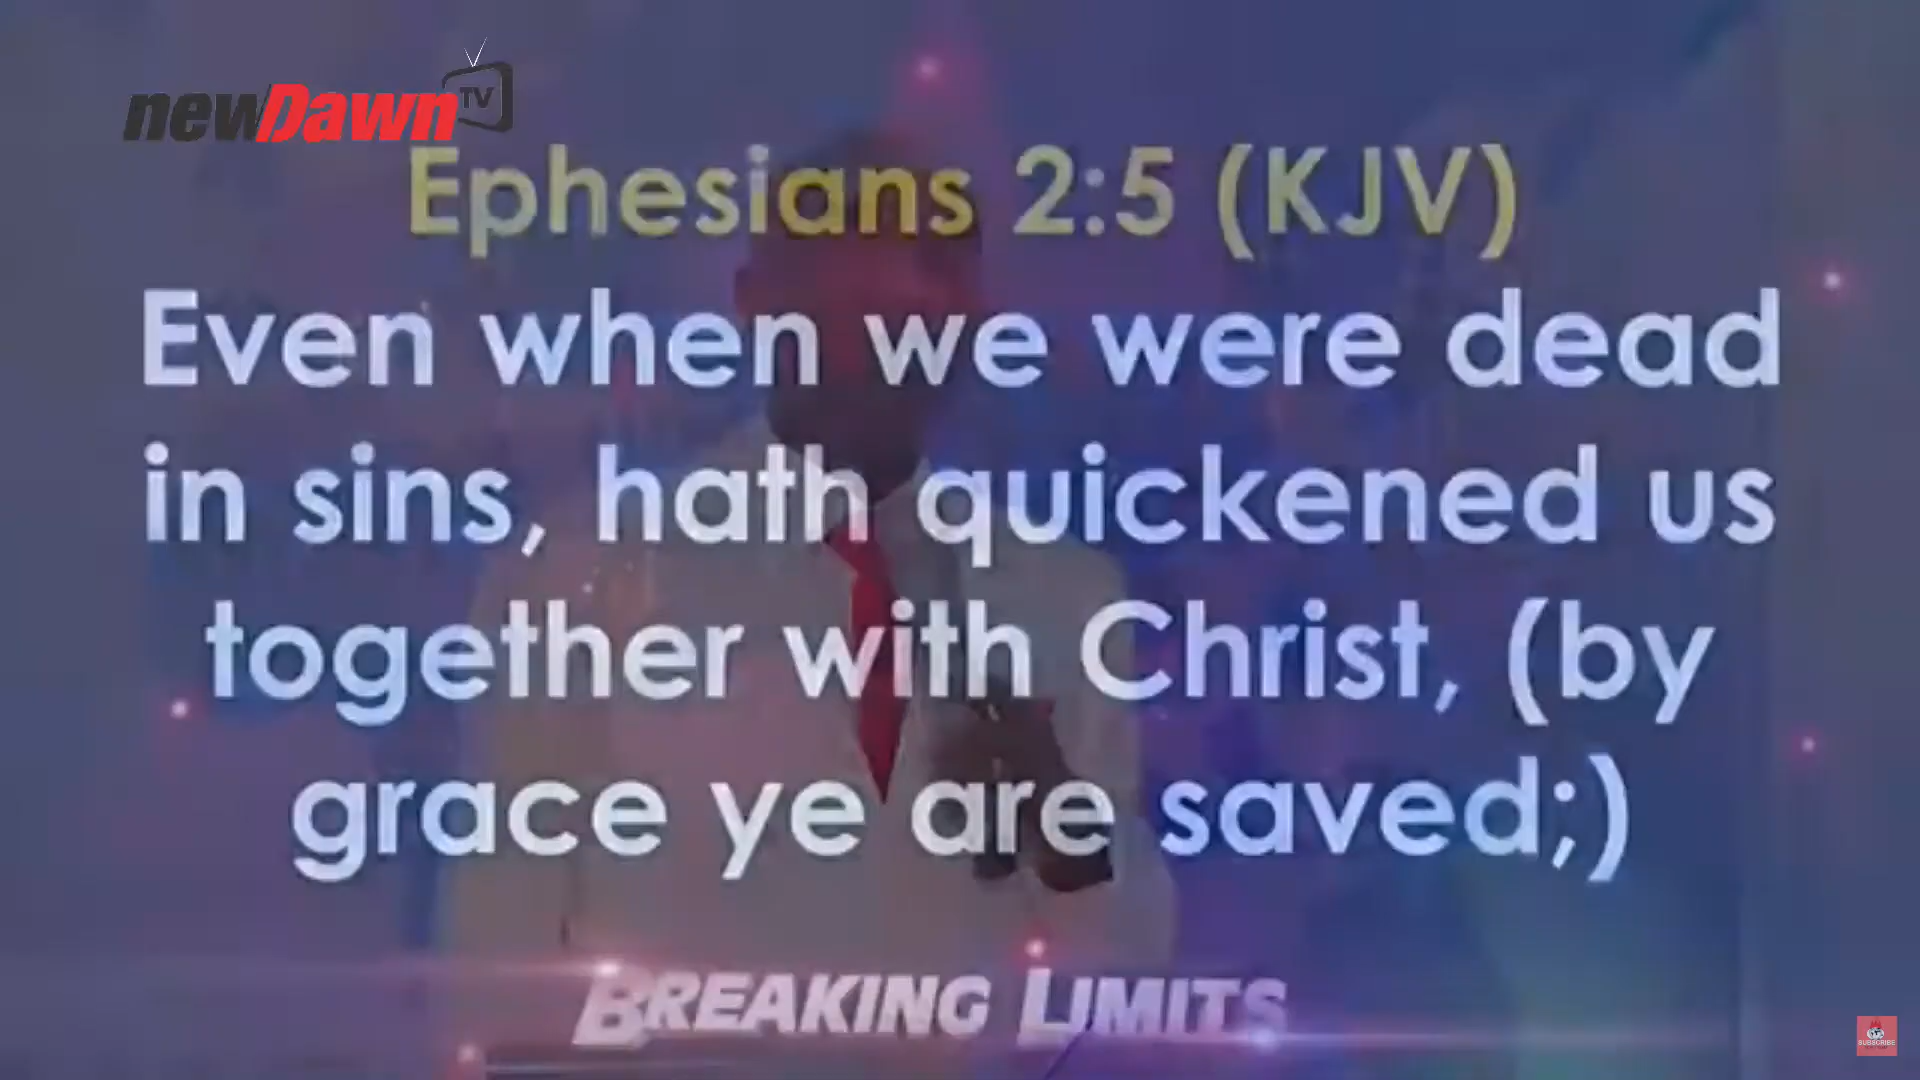 newDawn TV
Ephesians 2:5 (KJV)
Even when we were dead
in sins, hath quickened us
together with Christ, (by
grace ye are saved;)
BREAKING LIMITS
SUBSCRIBE